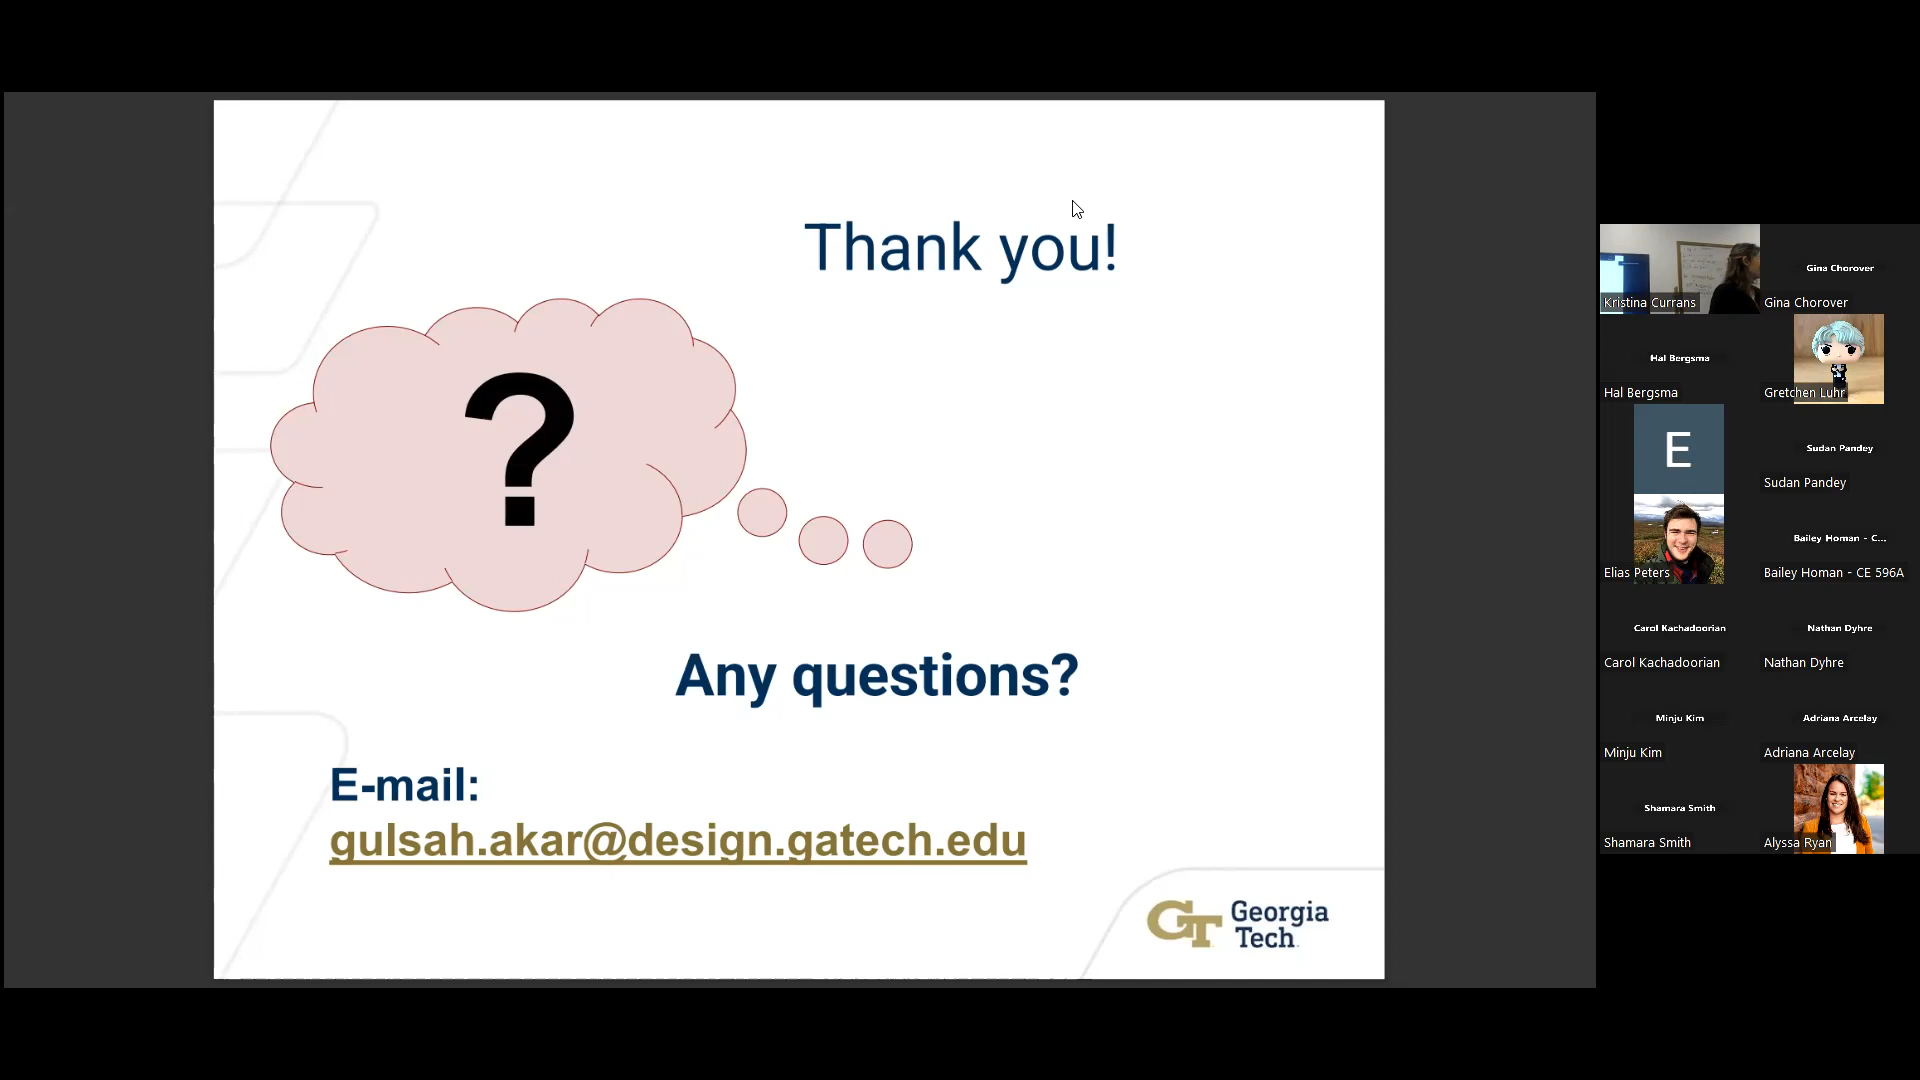 Thank you!
?
Any questions?
E-mail:
gulsah.akar@design.gatech.edu
GT Georgia
Tech
Kristina Currans
Gina Chorover
Gina Chorover
Hal Bergsma
Hal Bergsma
Gretchen Luhr
E
Sudan Pandey
Sudan Pandey
Elias Peters
Bailey Homan - C...
Bailey Homan - CE 596A
Carol Kachadoorian
Carol Kachadoorian
Nathan Dyhre
Nathan Dyhre
Minju Kim
Minju Kim
Adriana Arcelay
Adriana Arcelay
Shamara Smith
Shamara Smith
Alyssa Ryan